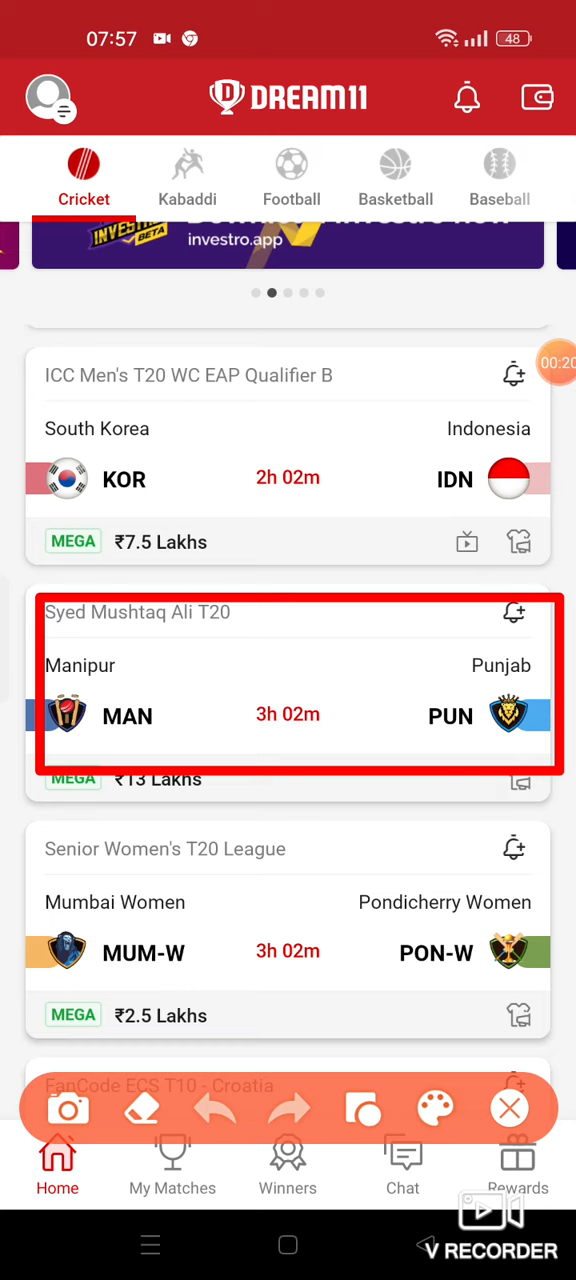 07:57 48
DREAM11
Cricket Kabaddi Football Basketball Baseball
INVESTRO
BETA
investro.app
ICC Men's T20 WC EAP Qualifier B
00:20
South Korea Indonesia
KOR 2h 02m IDN
MEGA ₹7.5 Lakhs
Syed Mushtaq Ali T20
Manipur Punjab
MAN 3h 02m PUN
MEGA ₹13 Lakhs
Senior Women's T20 League
Mumbai Women Pondicherry Women
MUM-W 3h 02m PON-W
MEGA ₹2.5 Lakhs
FanCode ECS T10 - Croatia
Home My Matches Winners Chat Rewards
V RECORDER